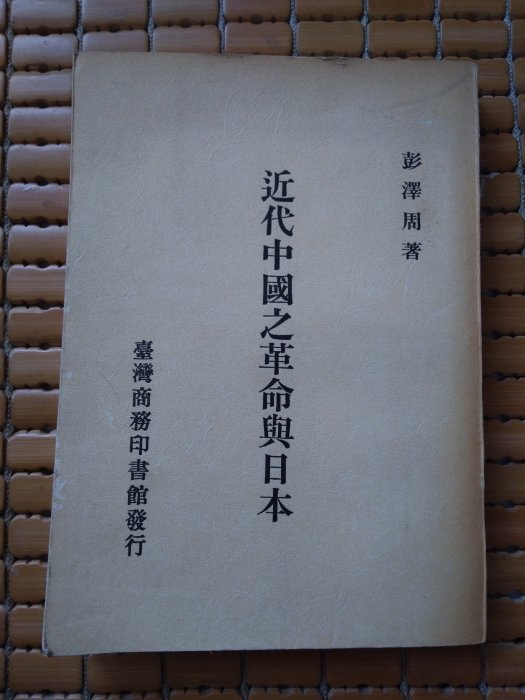 彭澤周著
近代中國之革命與日本
臺灣商務印書館發行